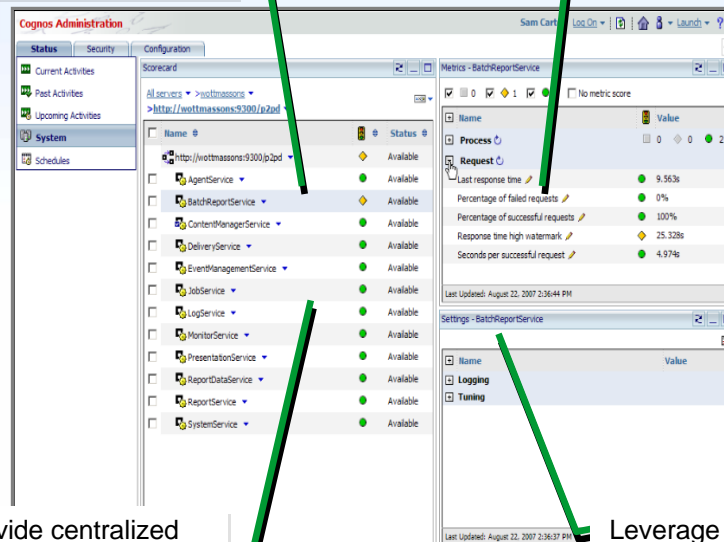 Cognos Administration
Sam Cart Log On Launch ?
Status Security Configuration
Current Activities
Past Activities
Upcoming Activities
System
Schedules
Scorecard
All servers > wottmassons
> http://wottmassons:9300/p2pd
Name Status
http://wottmassons:9300/p2pd Available
AgentService Available
BatchReportService Available
ContentManagerService Available
DeliveryService Available
EventManagementService Available
JobService Available
LogService Available
MonitorService Available
PresentationService Available
ReportDataService Available
ReportService Available
SystemService Available
Metrics - BatchReportService
0 1 No metric score
Name Value
Process 0 0 2
Request
Last response time 9.563s
Percentage of failed requests 0%
Percentage of successful requests 100%
Response time high watermark 25.328s
Seconds per successful request 4.974s
Last Updated: August 22, 2007 2:36:44 PM
Settings - BatchReportService
Name Value
Logging
Tuning
Last Updated: August 22, 2007 2:36:37 PM
vide centralized
Leverage